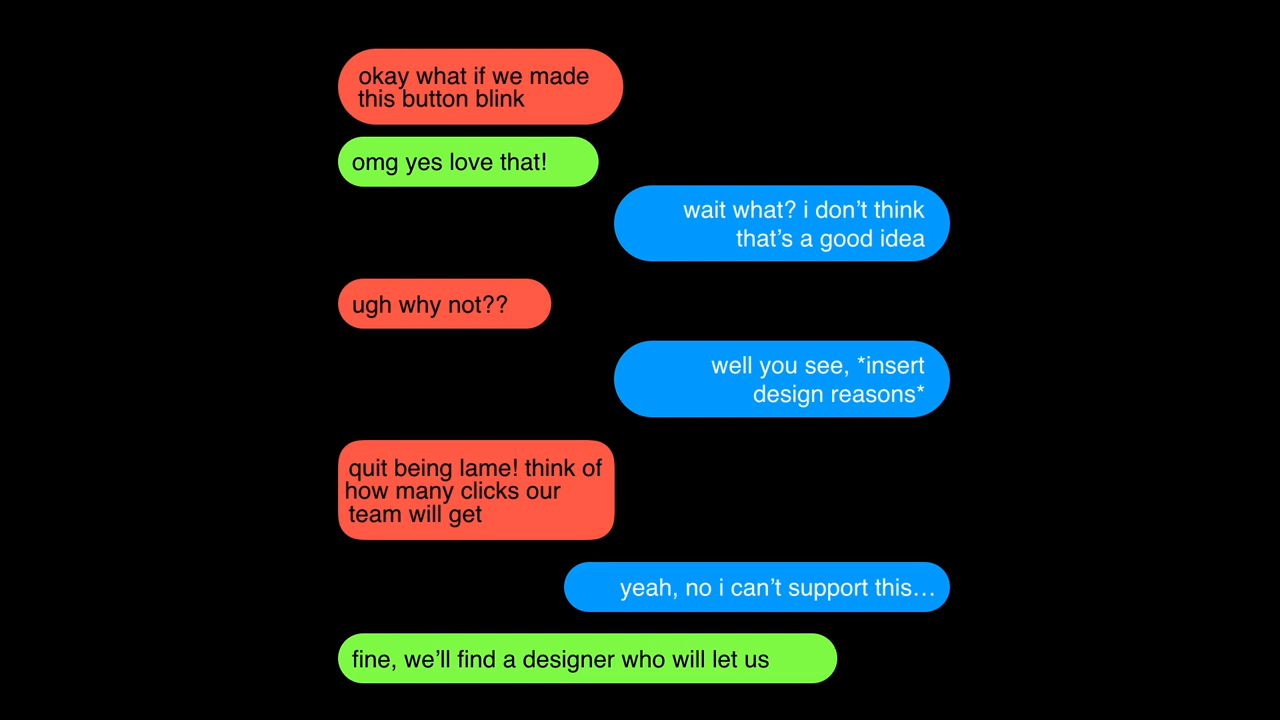 okay what if we made
this button blink
omg yes love that!
wait what? i don’t think
that’s a good idea
ugh why not??
well you see, *insert
design reasons*
quit being lame! think of
how many clicks our
team will get
yeah, no i can’t support this…
fine, we’ll find a designer who will let us